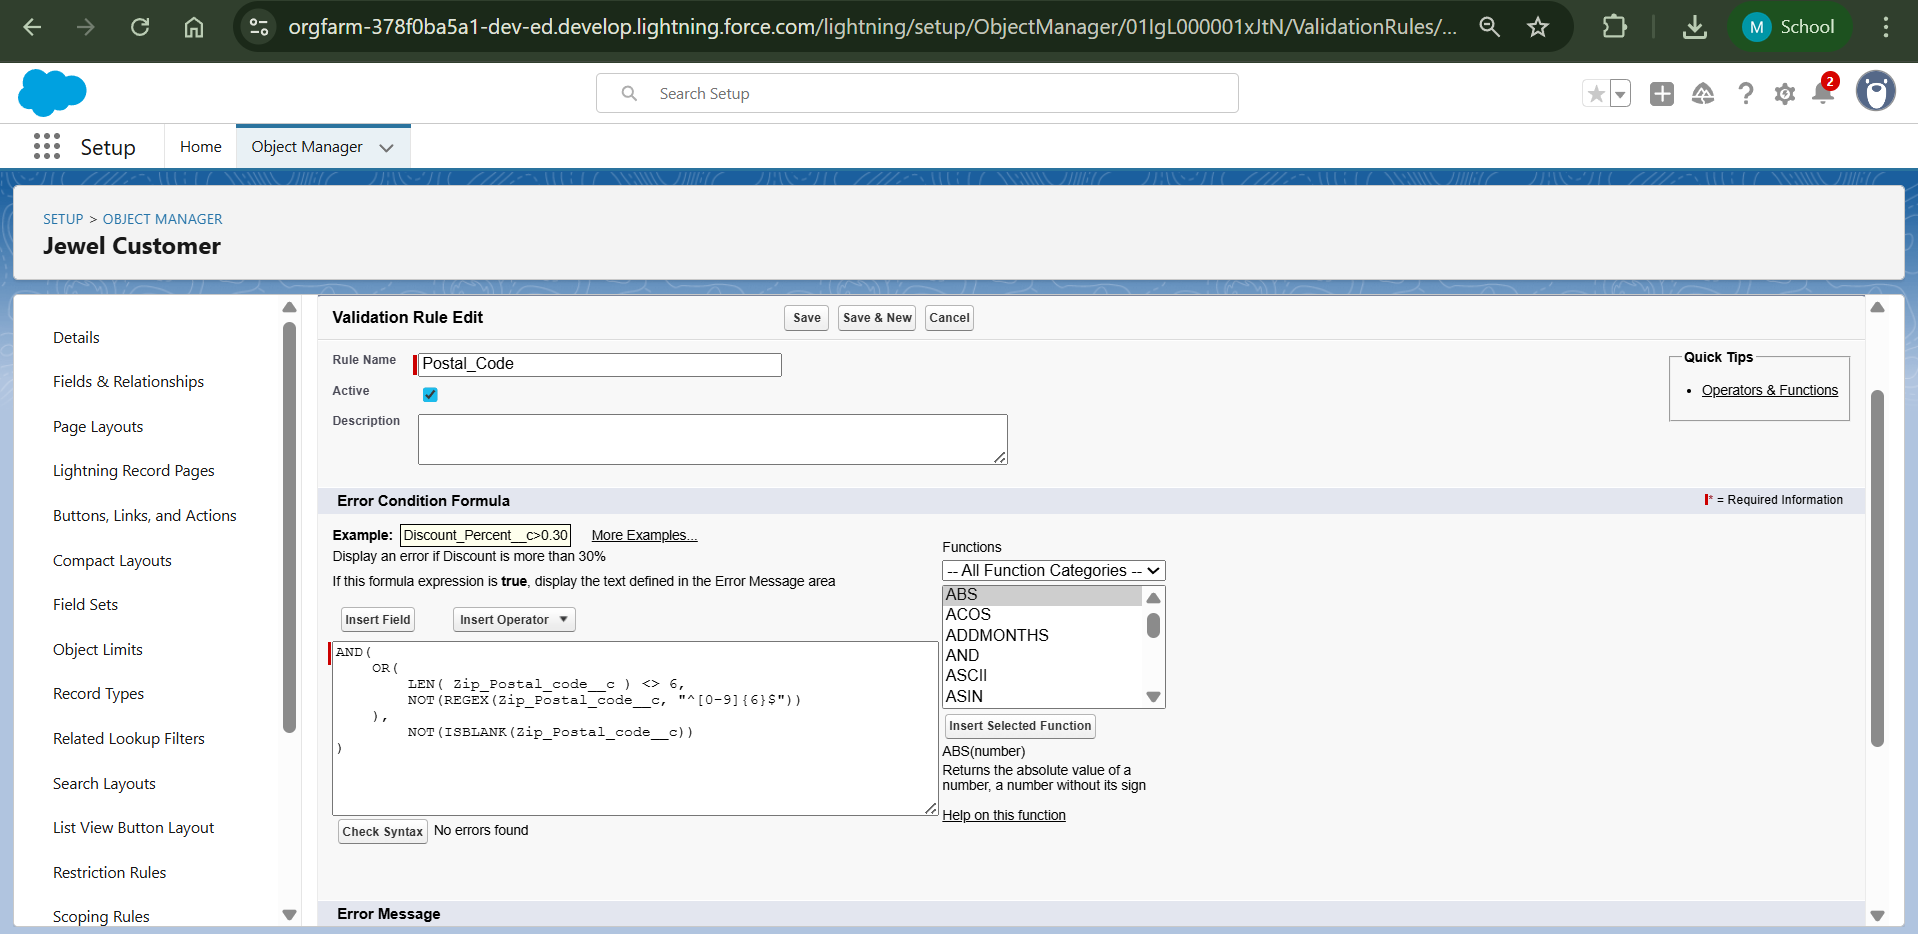 orgfarm-378f0ba5a1-dev-ed.develop.lightning.force.com/lightning/setup/ObjectManager/01IgL000001xJtN/ValidationRules/...
M School
Search Setup
2
Setup
Home
Object Manager
SETUP > OBJECT MANAGER
Jewel Customer
Details
Fields & Relationships
Page Layouts
Lightning Record Pages
Buttons, Links, and Actions
Compact Layouts
Field Sets
Object Limits
Record Types
Related Lookup Filters
Search Layouts
List View Button Layout
Restriction Rules
Scoping Rules
Validation Rule Edit
Save
Save & New
Cancel
Rule Name
Postal_Code
Active
Description
Quick Tips
• Operators & Functions
Error Condition Formula
* = Required Information
Example: Discount_Percent__c>0.30 More Examples...
Display an error if Discount is more than 30%
If this formula expression is true, display the text defined in the Error Message area
Insert Field
Insert Operator
AND(
    OR(
        LEN( Zip_Postal_code__c ) <> 6,
        NOT(REGEX(Zip_Postal_code__c, "^[0-9]{6}$"))
    ),
        NOT(ISBLANK(Zip_Postal_code__c))
)
Check Syntax
No errors found
Functions
-- All Function Categories --
ABS
ACOS
ADDMONTHS
AND
ASCII
ASIN
Insert Selected Function
ABS(number)
Returns the absolute value of a
number, a number without its sign
Help on this function
Error Message